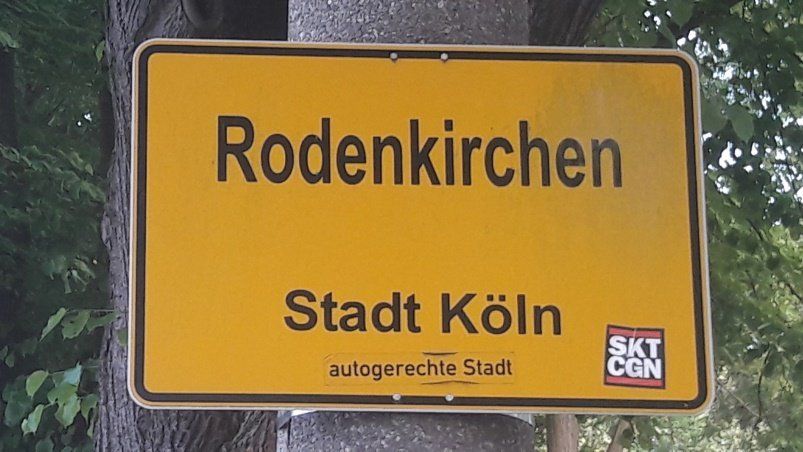 Rodenkirchen
Stadt Köln
autogerechte Stadt
SKT
CGN